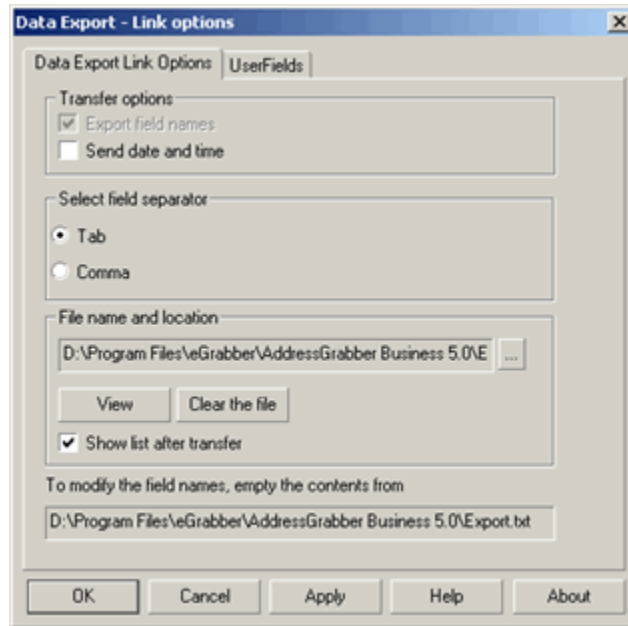 Data Export - Link options
Data Export Link Options UserFields
Transfer options
Export field names
Send date and time
Select field separator
Tab
Comma
File name and location
D:\Program Files\eGrabber\AddressGrabber Business 5.0\E ...
View Clear the file
Show list after transfer
To modify the field names, empty the contents from
D:\Program Files\eGrabber\AddressGrabber Business 5.0\Export.txt
OK Cancel Apply Help About